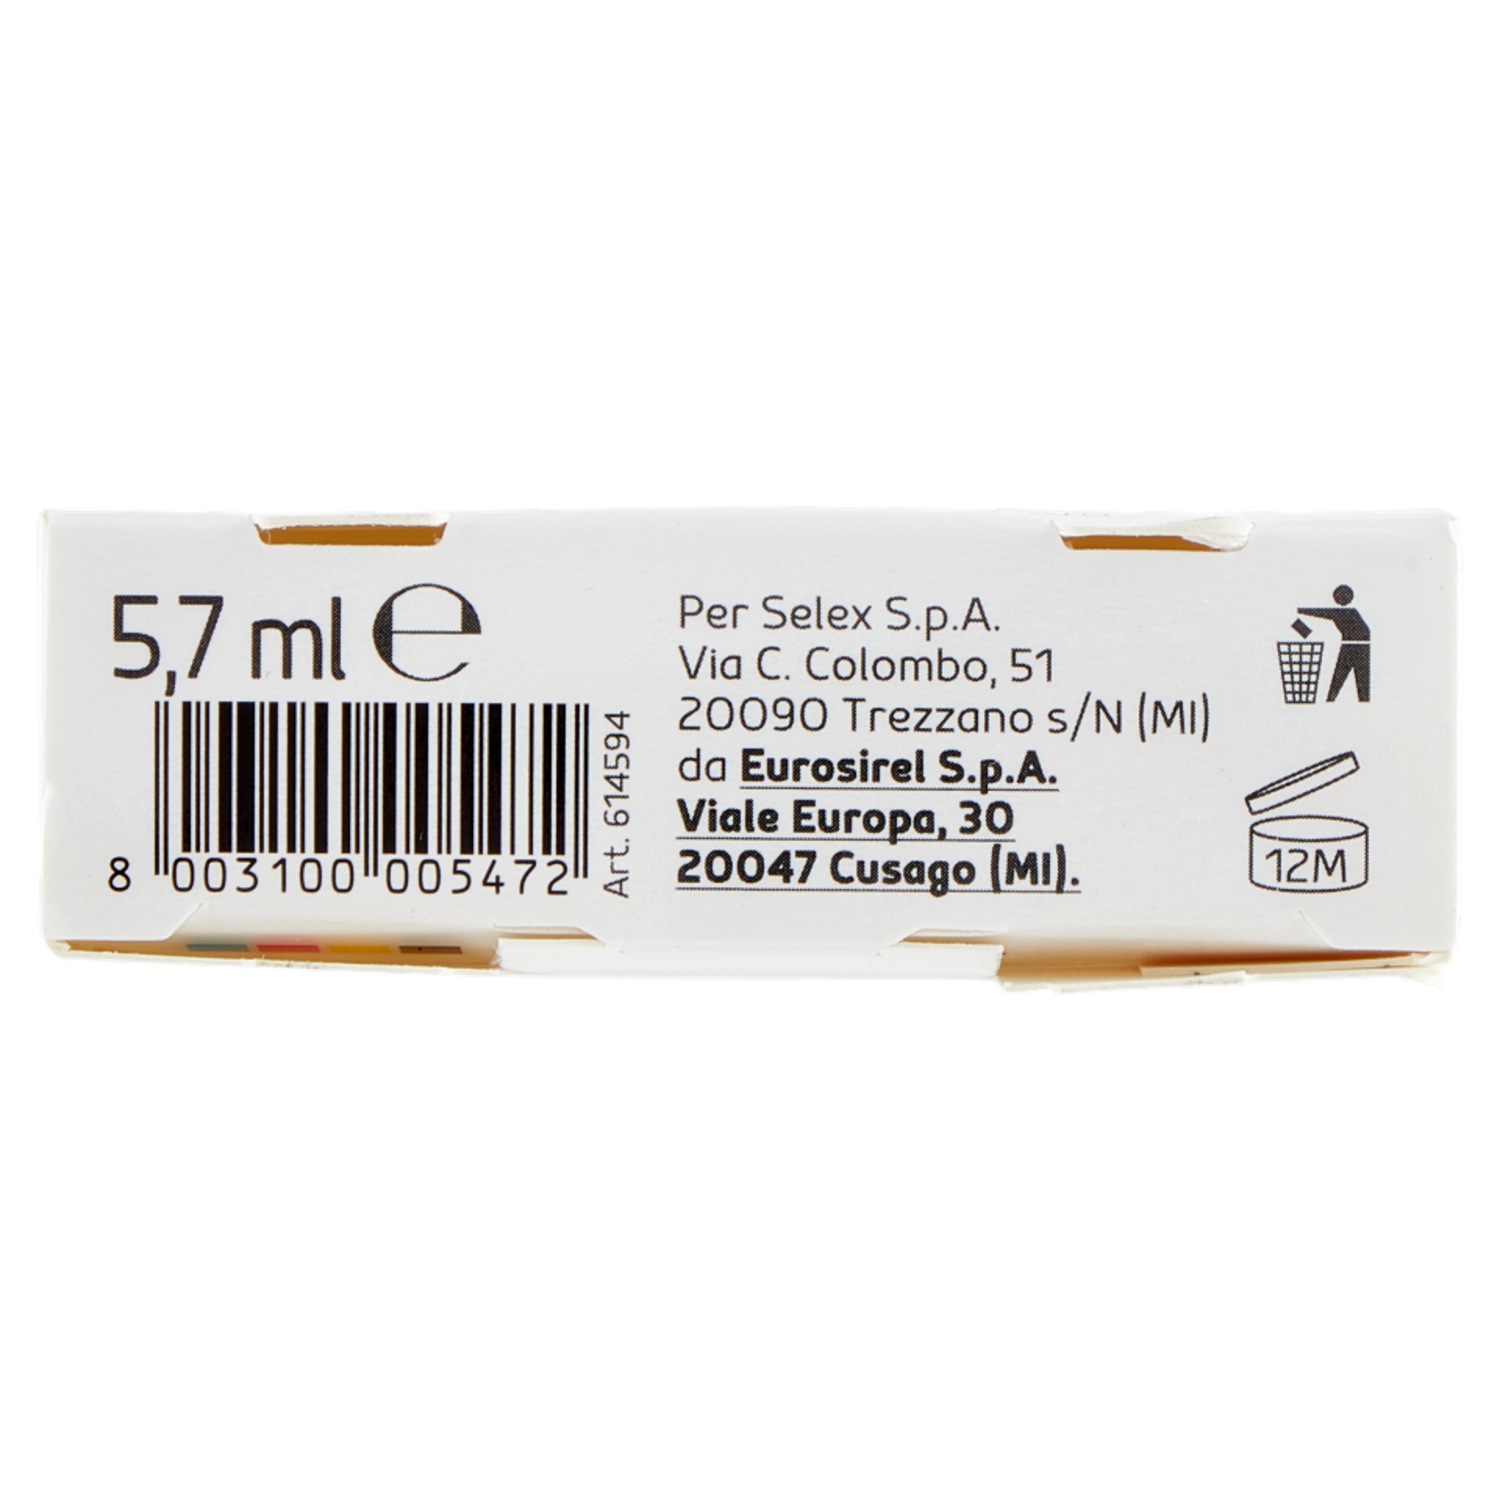 5,7 ml e
8 003100 005472
Art. 614594
Per Selex S.p.A.
Via C. Colombo, 51
20090 Trezzano s/N (MI)
da Eurosirel S.p.A.
Viale Europa, 30
20047 Cusago (MI).
12M